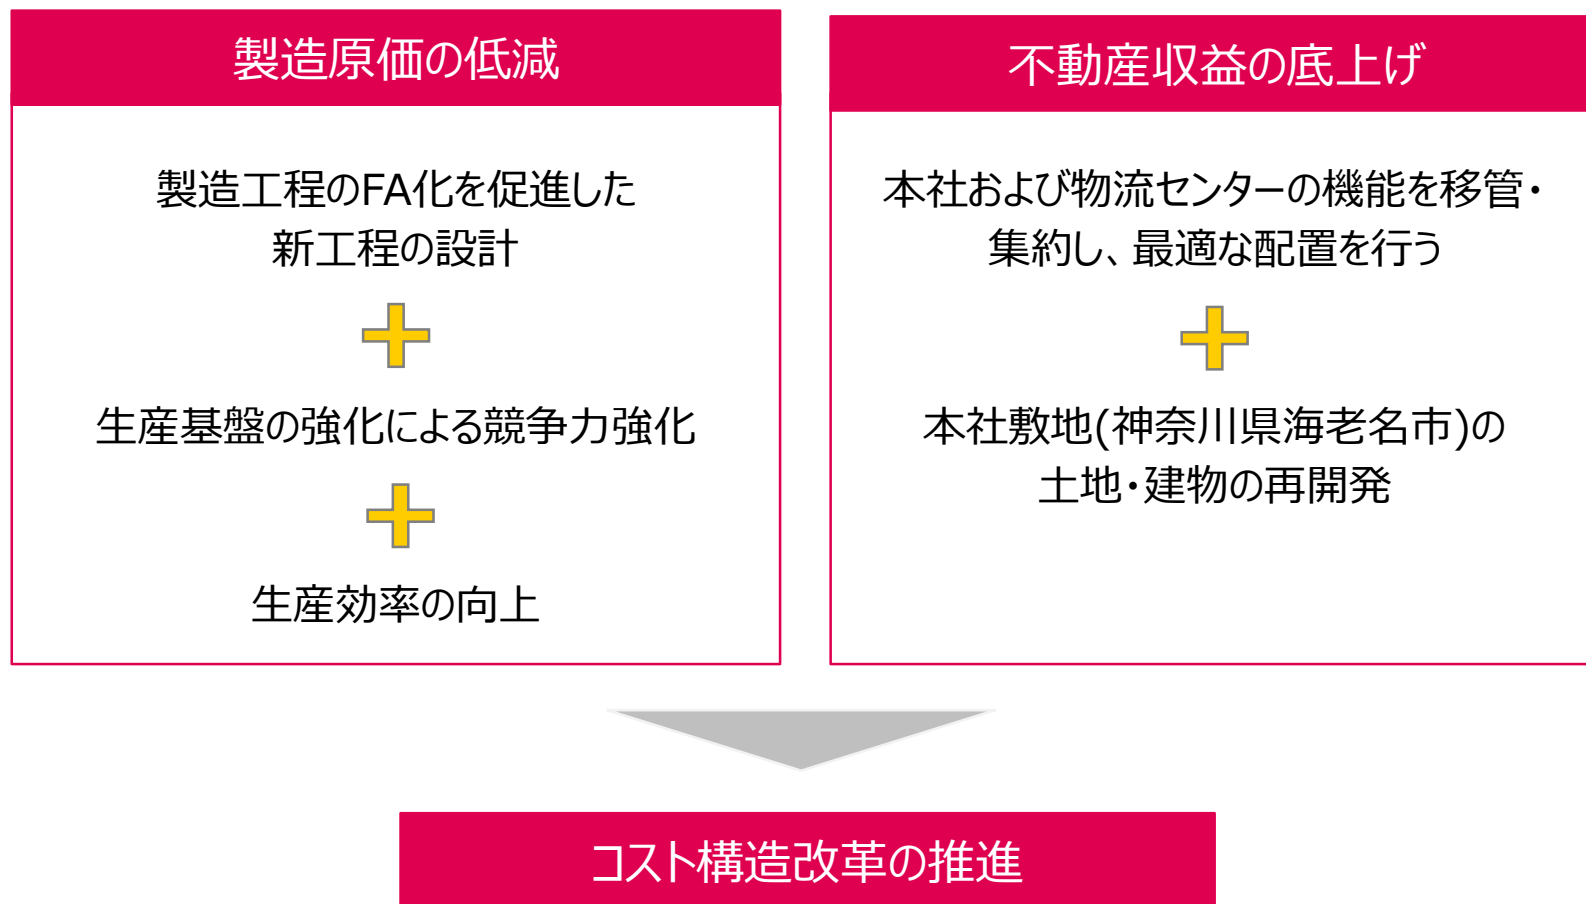 製造原価の低減
製造工程のFA化を促進した
新工程の設計
生産基盤の強化による競争力強化
生産効率の向上
不動産収益の底上げ
本社および物流センターの機能を移管・
集約し、最適な配置を行う
本社敷地(神奈川県海老名市)の
土地・建物の再開発
コスト構造改革の推進